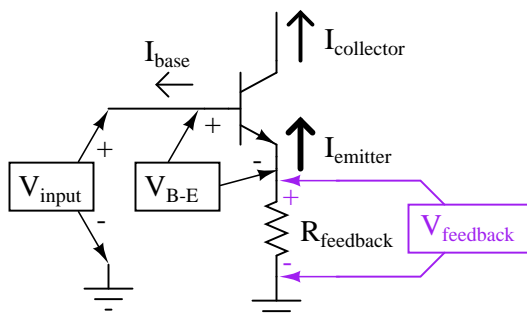 I_collector
I_base
+
I_emitter
+
-
V_input
V_B-E
+
-
R_feedback
V_feedback
-